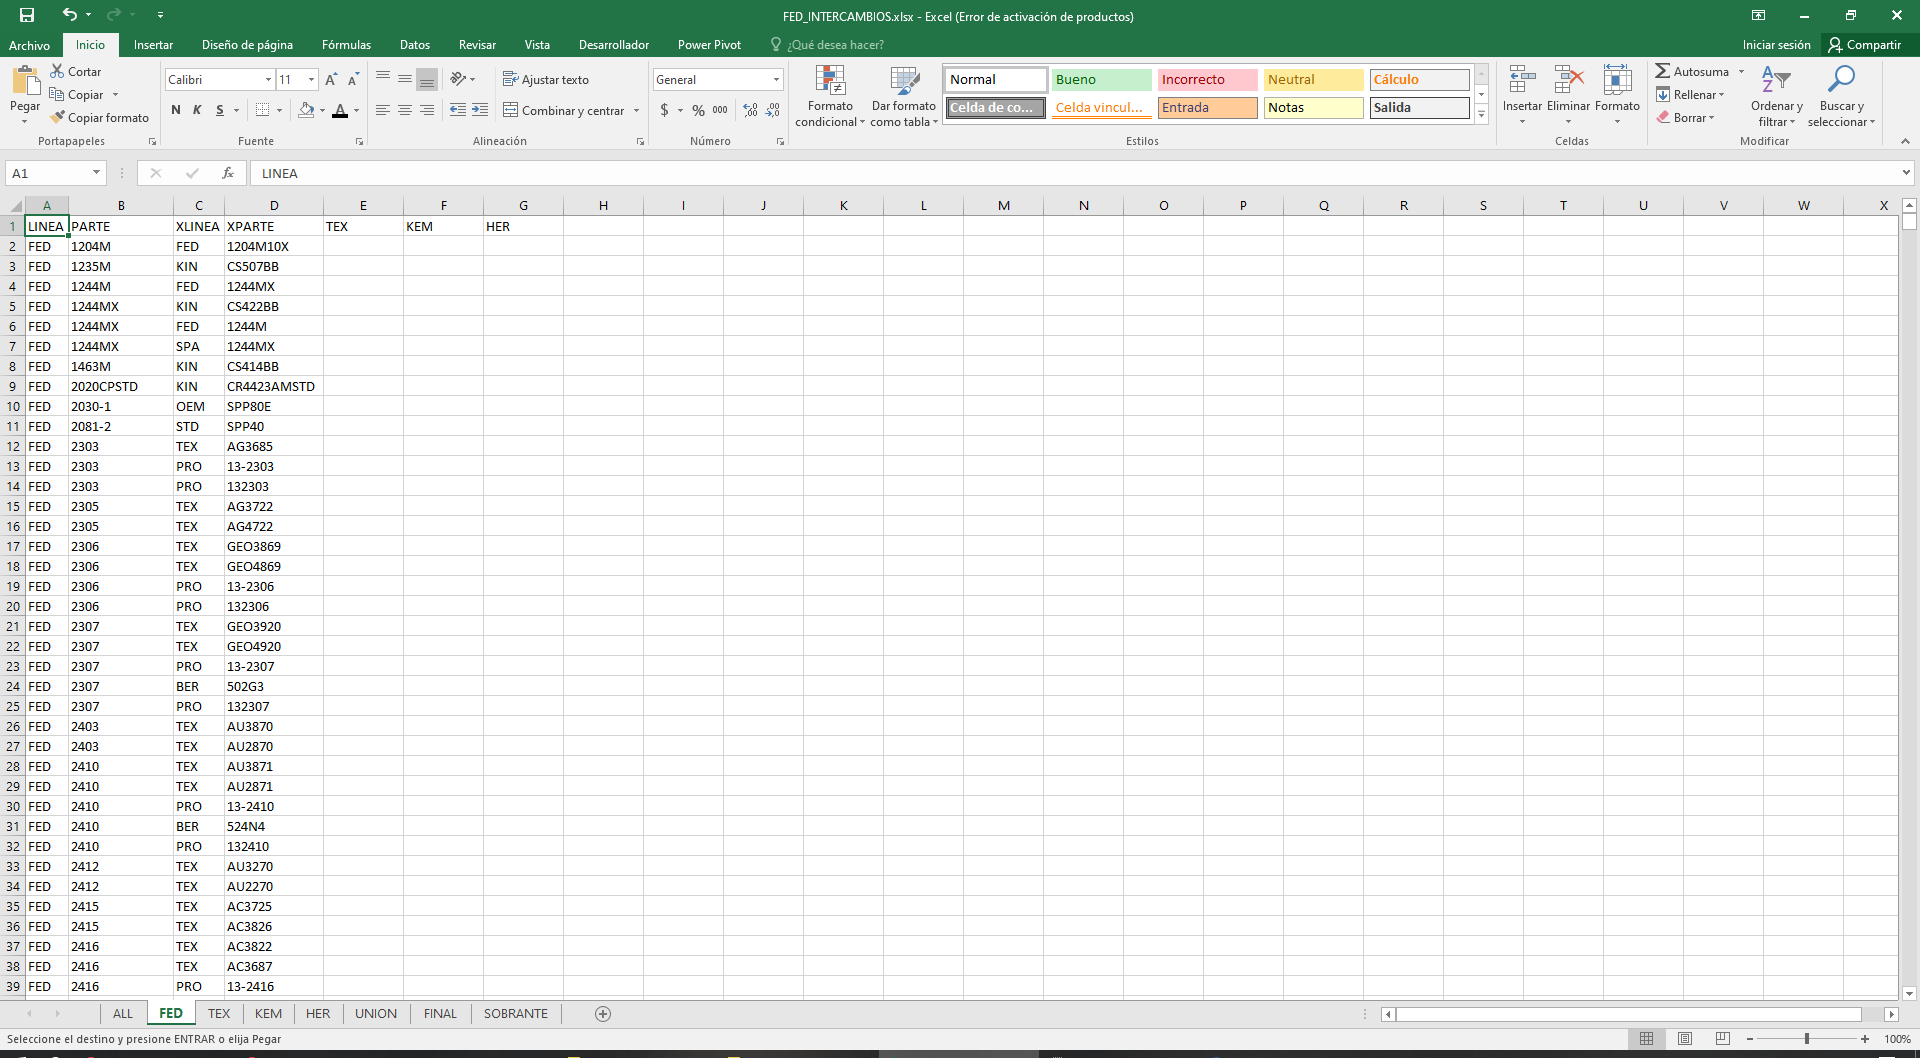 FED_INTERCAMBIOS.xlsx - Excel (Error de activación de productos)
Archivo Inicio Insertar Diseño de página Fórmulas Datos Revisar Vista Desarrollador Power Pivot ¿Qué desea hacer? Iniciar sesión Compartir
Pegar
Cortar
Copiar
Copiar formato
Portapapeles
Calibri 11
N K S A
Fuente
Ajustar texto
Combinar y centrar
Alineación
General
$ % 000
Número
Formato condicional
Dar formato como tabla
Normal Bueno Incorrecto Neutral Cálculo
Celda de co... Celda vincul... Entrada Notas Salida
Estilos
Insertar Eliminar Formato
Celdas
Autosuma
Rellenar
Borrar
Ordenar y filtrar
Buscar y seleccionar
Modificar
A1 fx LINEA
A B C D E F G H I J K L M N O P Q R S T U V W X
1 LINEA PARTE XLINEA XPARTE TEX KEM HER
2 FED 1204M FED 1204M10X
3 FED 1235M KIN CS507BB
4 FED 1244M FED 1244MX
5 FED 1244MX KIN CS422BB
6 FED 1244MX FED 1244M
7 FED 1244MX SPA 1244MX
8 FED 1463M KIN CS414BB
9 FED 2020CPSTD KIN CR4423AMSTD
10 FED 2030-1 OEM SPP80E
11 FED 2081-2 STD SPP40
12 FED 2303 TEX AG3685
13 FED 2303 PRO 13-2303
14 FED 2303 PRO 132303
15 FED 2305 TEX AG3722
16 FED 2305 TEX AG4722
17 FED 2306 TEX GEO3869
18 FED 2306 TEX GEO4869
19 FED 2306 PRO 13-2306
20 FED 2306 PRO 132306
21 FED 2307 TEX GEO3920
22 FED 2307 TEX GEO4920
23 FED 2307 PRO 13-2307
24 FED 2307 BER 502G3
25 FED 2307 PRO 132307
26 FED 2403 TEX AU3870
27 FED 2403 TEX AU2870
28 FED 2410 TEX AU3871
29 FED 2410 TEX AU2871
30 FED 2410 PRO 13-2410
31 FED 2410 BER 524N4
32 FED 2410 PRO 132410
33 FED 2412 TEX AU3270
34 FED 2412 TEX AU2270
35 FED 2415 TEX AC3725
36 FED 2415 TEX AC3826
37 FED 2416 TEX AC3822
38 FED 2416 TEX AC3687
39 FED 2416 PRO 13-2416
ALL FED TEX KEM HER UNION FINAL SOBRANTE
Seleccione el destino y presione ENTRAR o elija Pegar 100%